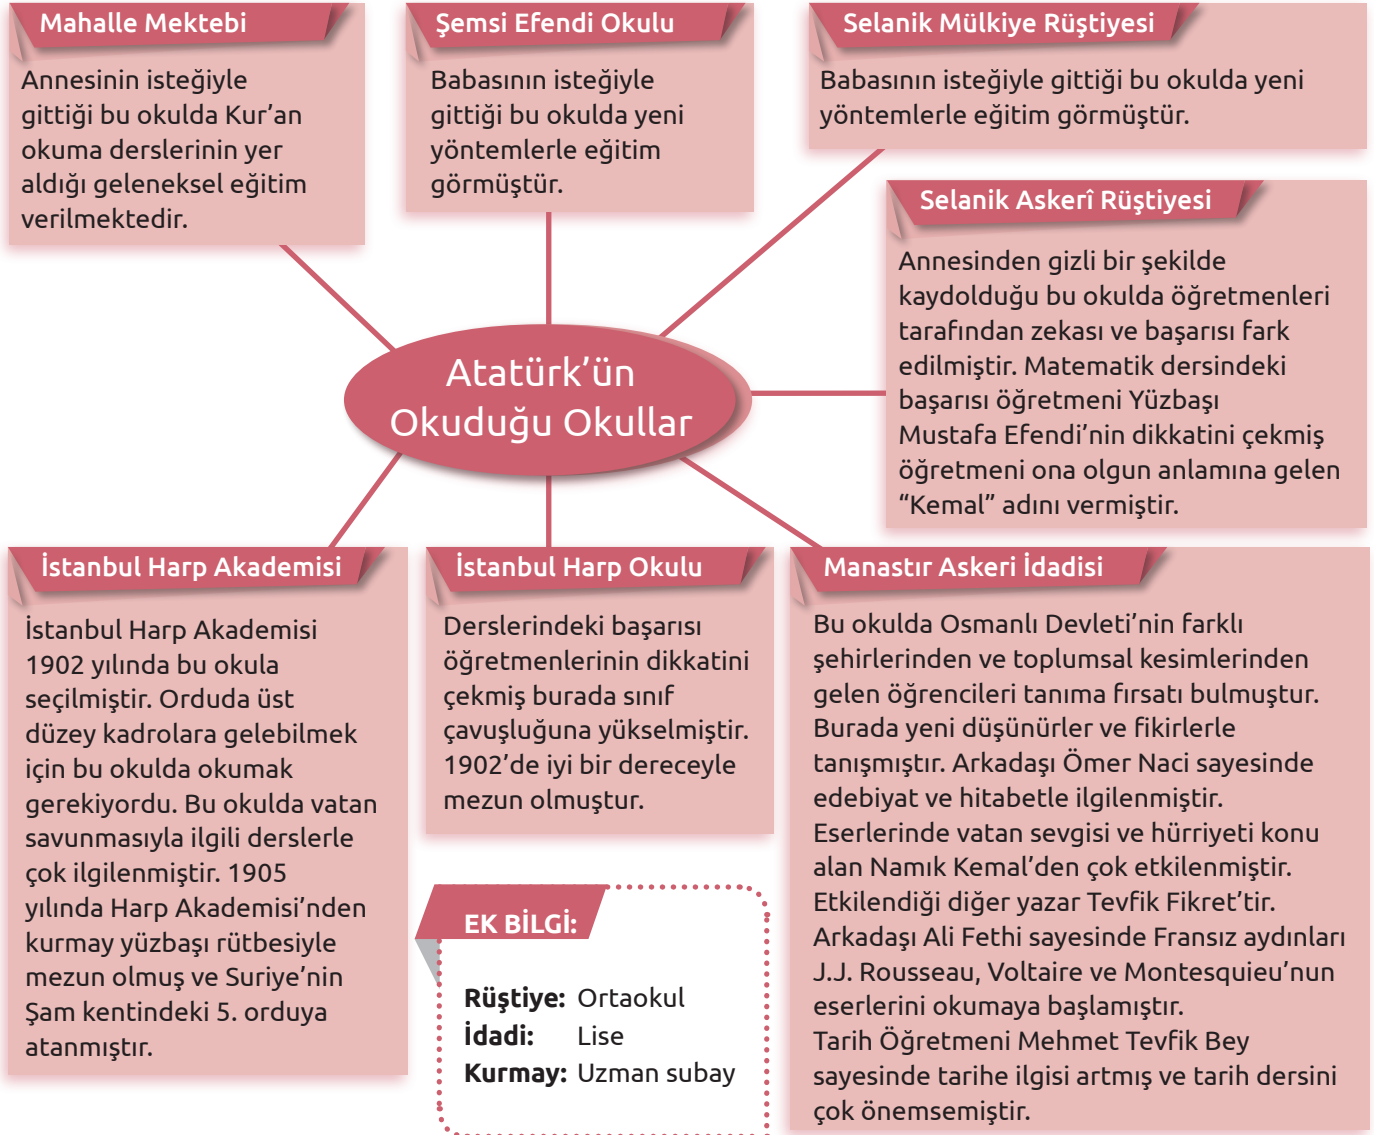 Mahalle Mektebi
Annesinin isteğiyle
gittiği bu okulda Kur’an
okuma derslerinin yer
aldığı geleneksel eğitim
verilmektedir.
Şemsi Efendi Okulu
Babasının isteğiyle
gittiği bu okulda yeni
yöntemlerle eğitim
görmüştür.
Selanik Mülkiye Rüştiyesi
Babasının isteğiyle gittiği bu okulda yeni
yöntemlerle eğitim görmüştür.
Selanik Askerî Rüştiyesi
Annesinden gizli bir şekilde
kaydolduğu bu okulda öğretmenleri
tarafından zekası ve başarısı fark
edilmiştir. Matematik dersindeki
başarısı öğretmeni Yüzbaşı
Mustafa Efendi’nin dikkatini çekmiş
öğretmeni ona olgun anlamına gelen
“Kemal” adını vermiştir.
Atatürk’ün
Okuduğu Okullar
İstanbul Harp Akademisi
İstanbul Harp Akademisi
1902 yılında bu okula
seçilmiştir. Orduda üst
düzey kadrolara gelebilmek
için bu okulda okumak
gerekiyordu. Bu okulda vatan
savunmasıyla ilgili derslerle
çok ilgilenmiştir. 1905
yılında Harp Akademisi’nden
kurmay yüzbaşı rütbesiyle
mezun olmuş ve Suriye’nin
Şam kentindeki 5. orduya
atanmıştır.
İstanbul Harp Okulu
Derslerindeki başarısı
öğretmenlerinin dikkatini
çekmiş burada sınıf
çavuşluğuna yükselmiştir.
1902’de iyi bir dereceyle
mezun olmuştur.
Manastır Askeri İdadisi
Bu okulda Osmanlı Devleti’nin farklı
şehirlerinden ve toplumsal kesimlerinden
gelen öğrencileri tanıma fırsatı bulmuştur.
Burada yeni düşünürler ve fikirlerle
tanışmıştır. Arkadaşı Ömer Naci sayesinde
edebiyat ve hitabetle ilgilenmiştir.
Eserlerinde vatan sevgisi ve hürriyeti konu
alan Namık Kemal’den çok etkilenmiştir.
Etkilendiği diğer yazar Tevfik Fikret’tir.
Arkadaşı Ali Fethi sayesinde Fransız aydınları
J.J. Rousseau, Voltaire ve Montesquieu’nun
eserlerini okumaya başlamıştır.
Tarih Öğretmeni Mehmet Tevfik Bey
sayesinde tarihe ilgisi artmış ve tarih dersini
çok önemsemiştir.
EK BİLGİ:
Rüştiye: Ortaokul
İdadi: Lise
Kurmay: Uzman subay